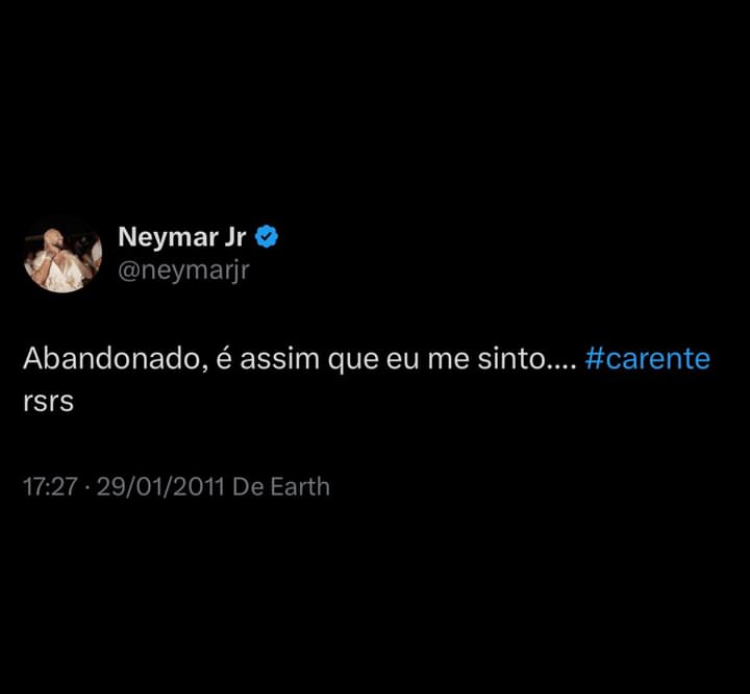 Neymar Jr
@neymarjr
Abandonado, é assim que eu me sinto.... #carente
rsrs
17:27 · 29/01/2011 De Earth